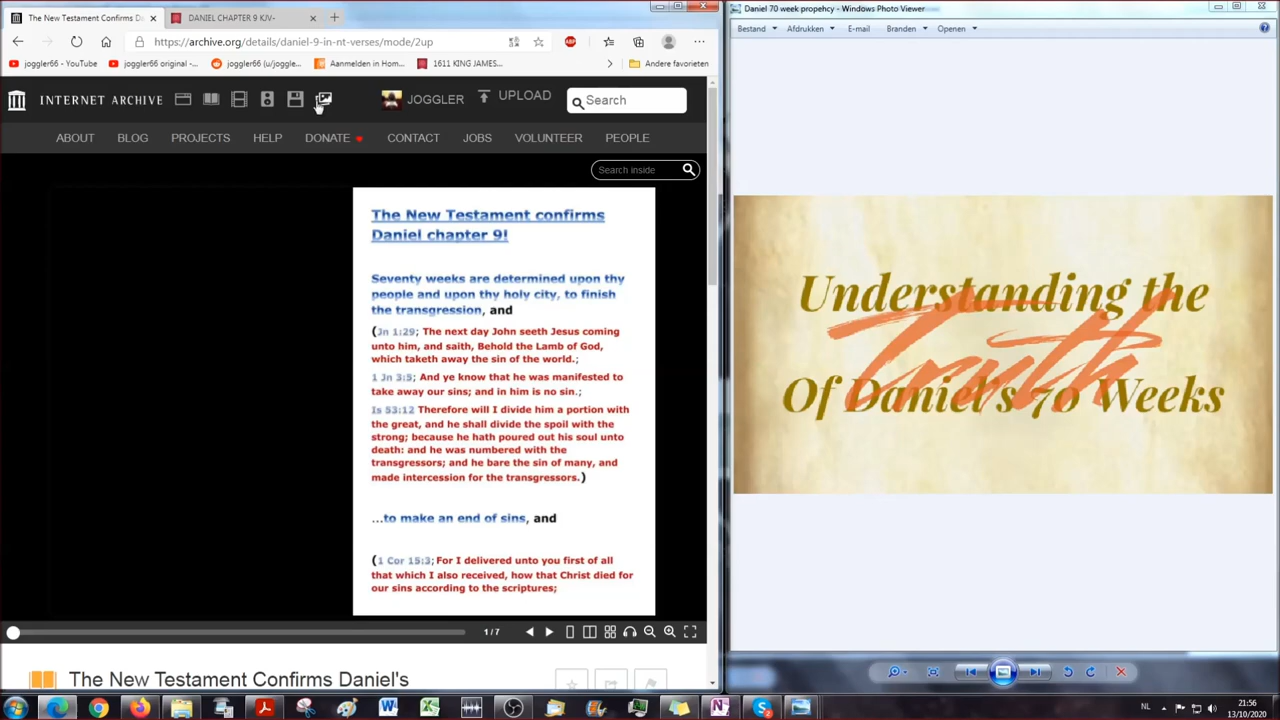 The New Testament Confirms D
DANIEL CHAPTER 9 KJV-
https://archive.org/details/daniel-9-in-nt-verses/mode/2up
joggler66 - YouTube
joggler66 original -...
joggler66 (u/joggle...
Aanmelden in Hom...
1611 KING JAMES...
Andere favorieten
INTERNET ARCHIVE
JOGGLER
UPLOAD
Search
ABOUT BLOG PROJECTS HELP DONATE CONTACT JOBS VOLUNTEER PEOPLE
Search inside
The New Testament confirms
Daniel chapter 9!
Seventy weeks are determined upon thy
people and upon thy holy city, to finish
the transgression, and
(Jn 1:29; The next day John seeth Jesus coming
unto him, and saith, Behold the Lamb of God,
which taketh away the sin of the world.;
1 Jn 3:5; And ye know that he was manifested to
take away our sins; and in him is no sin.;
Is 53:12 Therefore will I divide him a portion with
the great, and he shall divide the spoil with the
strong; because he hath poured out his soul unto
death: and he was numbered with the
transgressors; and he bare the sin of many, and
made intercession for the transgressors.)
...to make an end of sins, and
(1 Cor 15:3; For I delivered unto you first of all
that which I also received, how that Christ died for
our sins according to the scriptures;
1/7
The New Testament Confirms Daniel's
Daniel 70 week propehcy - Windows Photo Viewer
Bestand Afdrukken E-mail Branden Openen
Understanding the
Truth
Of Daniel's 70 Weeks
NL
21:56
13/10/2020